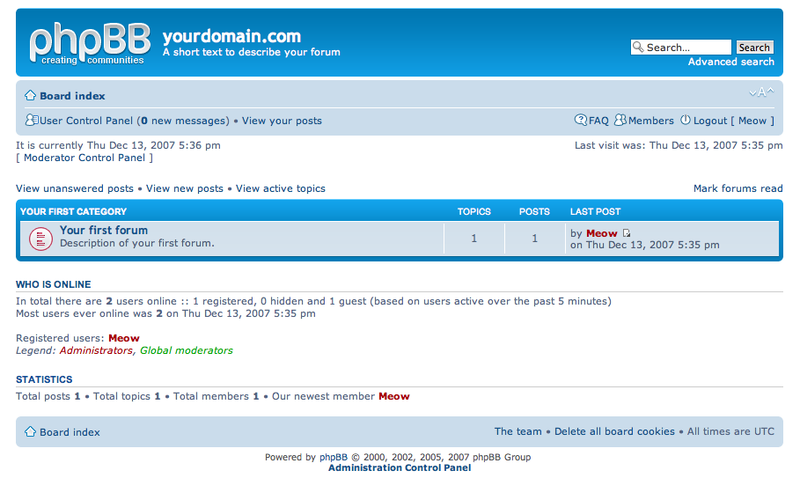 phpBB
creating communities
yourdomain.com
A short text to describe your forum
Search... Search
Advanced search
Board index
A
User Control Panel (0 new messages) • View your posts
FAQ Members Logout [ Meow ]
It is currently Thu Dec 13, 2007 5:36 pm
Last visit was: Thu Dec 13, 2007 5:35 pm
[ Moderator Control Panel ]
View unanswered posts • View new posts • View active topics
Mark forums read
YOUR FIRST CATEGORY TOPICS POSTS LAST POST
Your first forum
Description of your first forum.
1
1
by Meow
on Thu Dec 13, 2007 5:35 pm
WHO IS ONLINE
In total there are 2 users online :: 1 registered, 0 hidden and 1 guest (based on users active over the past 5 minutes)
Most users ever online was 2 on Thu Dec 13, 2007 5:35 pm
Registered users: Meow
Legend: Administrators, Global moderators
STATISTICS
Total posts 1 • Total topics 1 • Total members 1 • Our newest member Meow
Board index
The team • Delete all board cookies • All times are UTC
Powered by phpBB © 2000, 2002, 2005, 2007 phpBB Group
Administration Control Panel